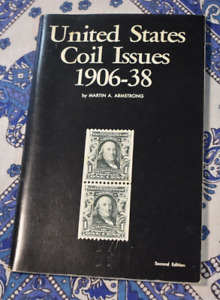 United States
Coil Issues
1906-38
by MARTIN A. ARMSTRONG
Second Edition